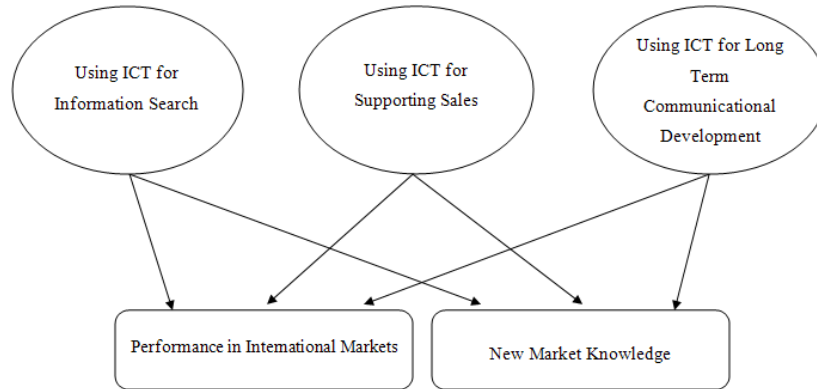 Using ICT for
Information Search
Using ICT for
Supporting Sales
Using ICT for Long
Term
Communicational
Development
Performance in International Markets
New Market Knowledge